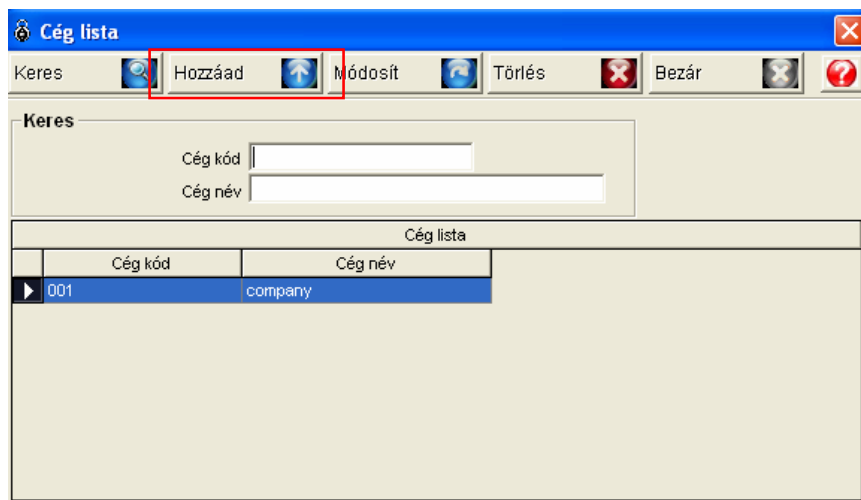 Cég lista
Keres Hozzáad Módosít Törlés Bezár
Keres
Cég kód
Cég név
Cég lista
Cég kód Cég név
001 company